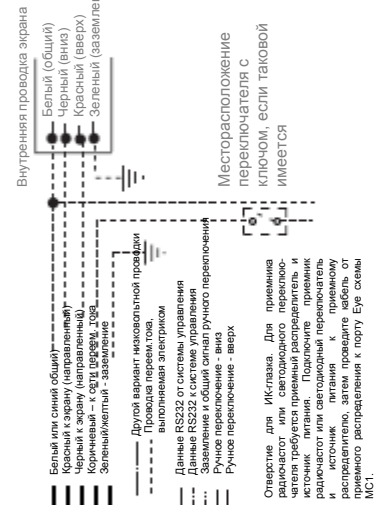 Внутренняя проводка экрана
Белый (общий)
Черный (вниз)
Красный (вверх)
Зеленый (заземлен
Месторасположение
переключателя с
ключом, если таковой
имеется
Белый или синий общий)
Красный к экрану (направленный)
Черный к экрану (направленный)
Коричневый – к сети перем. тока
Зеленый/желтый - заземление
Другой вариант низковольтной проводки
Проводка перем.тока,
выполняемая электриком
Данные RS232 от системы управления
Данные RS232 к системе управления
Заземление и общий сигнал ручного переключения
Ручное переключение - вниз
Ручное переключение - вверх
Отверстие для ИК-глазка. Для приемника
радиочастот или светодиодного переклю-
чателя требуется приемный распределитель и
источник питания. Подключите приемник
радиочастот или светодиодный переключатель
и источник питания к приемному
распределителю, затем проведите кабель от
приемного распределения к порту Eye схемы
MC1.